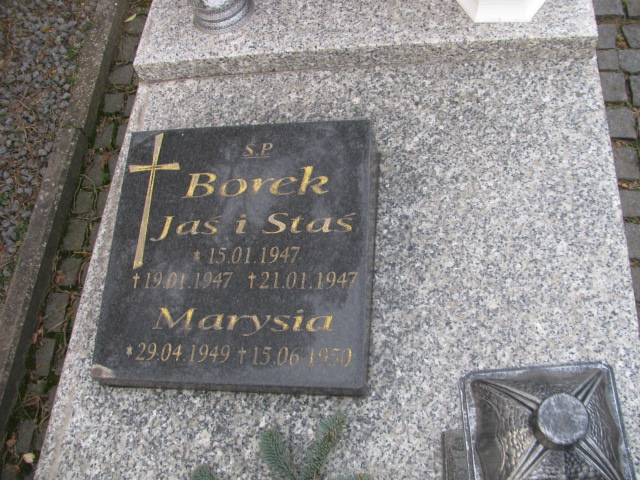 S.P
Borek
Jaś i Staś
* 15.01.1947
†19.01.1947 †21.01.1947
Marysia
*29.04.1949 †15.06 1950